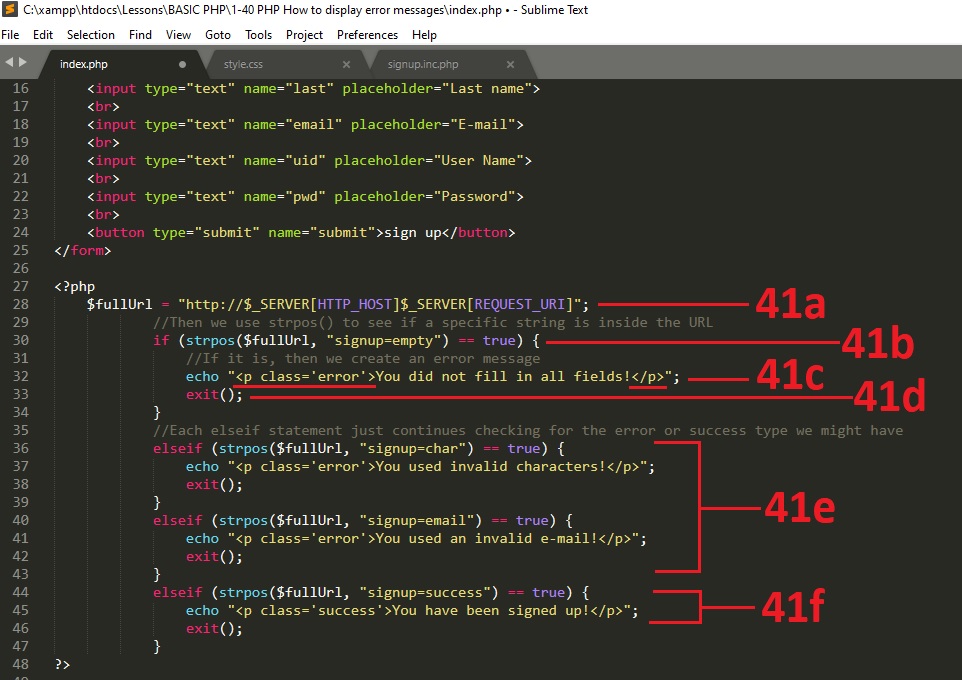 C:\xampp\htdocs\Lessons\BASIC PHP\1-40 PHP How to display error messages\index.php • - Sublime Text
File Edit Selection Find View Goto Tools Project Preferences Help
index.php style.css signup.inc.php
16 <input type="text" name="last" placeholder="Last name">
17 <br>
18 <input type="text" name="email" placeholder="E-mail">
19 <br>
20 <input type="text" name="uid" placeholder="User Name">
21 <br>
22 <input type="text" name="pwd" placeholder="Password">
23 <br>
24 <button type="submit" name="submit">sign up</button>
25 </form>
26
27 <?php
28 $fullUrl = "http://$_SERVER[HTTP_HOST]$_SERVER[REQUEST_URI]"; 41a
29 //Then we use strpos() to see if a specific string is inside the URL
30 if (strpos($fullUrl, "signup=empty") == true) { 41b
31 //If it is, then we create an error message
32 echo "<p class='error'>You did not fill in all fields!</p>"; 41c
33 exit(); 41d
34 }
35 //Each elseif statement just continues checking for the error or success type we might have
36 elseif (strpos($fullUrl, "signup=char") == true) {
37 echo "<p class='error'>You used invalid characters!</p>";
38 exit();
39 } 41e
40 elseif (strpos($fullUrl, "signup=email") == true) {
41 echo "<p class='error'>You used an invalid e-mail!</p>";
42 exit();
43 }
44 elseif (strpos($fullUrl, "signup=success") == true) {
45 echo "<p class='success'>You have been signed up!</p>"; 41f
46 exit();
47 }
48 ?>